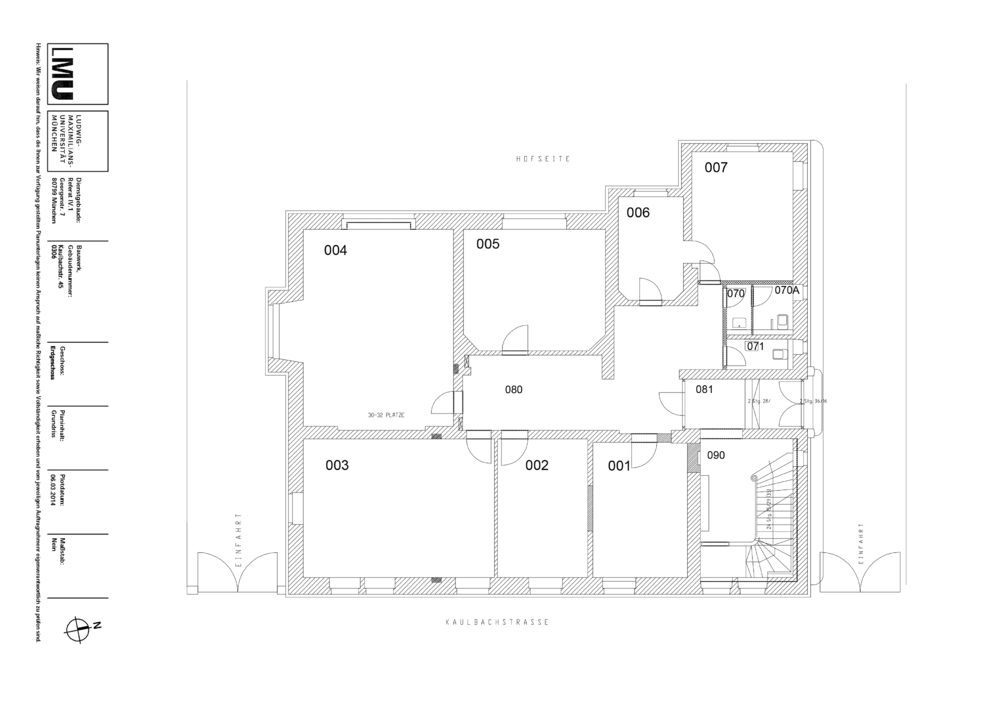 LMU
LUDWIG-
MAXIMILIANS-
UNIVERSITÄT
MÜNCHEN
Dienstgebäude:
Referat IV.1
Georgenstr. 7
80799 München
Bauwerk,
Gebäudenummer:
Kaulbachstr. 45
0306
Geschoss:
Erdgeschoss
Planinhalt:
Grundriss
Plotdatum:
06.03.2014
Maßstab:
Nein
N
Hinweis: Wir weisen darauf hin, dass die Ihnen zur Verfügung gestellten Planunterlagen keinen Anspruch auf maßliche Richtigkeit sowie Vollständigkeit erheben und vom jeweiligen Auftragnehmer eigenverantwortlich zu prüfen sind.
HOFSEITE
007
006
004
005
070
070A
071
080
081
30-32 PLÄTZE
003
002
001
090
EINFAHRT
EINFAHRT
KAULBACHSTRASSE